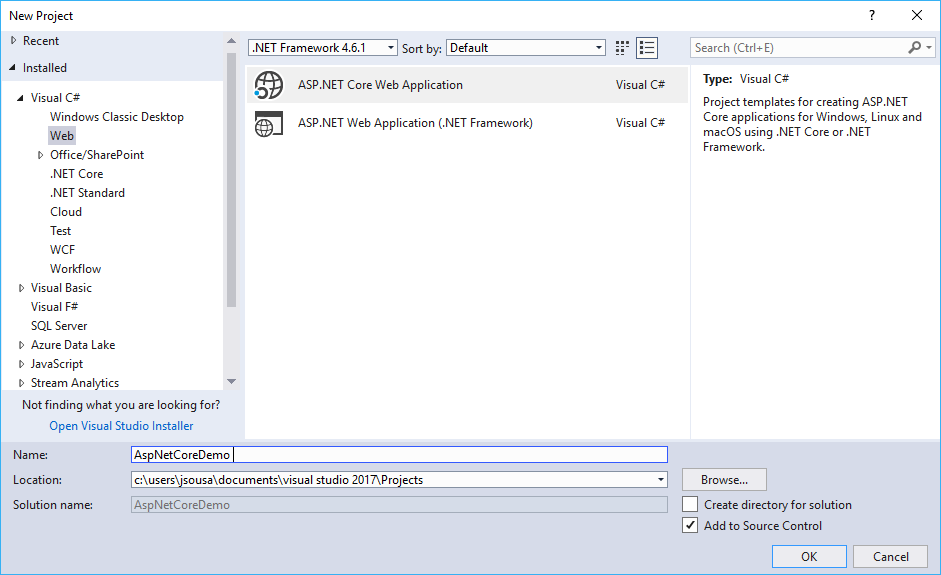 New Project
?
Recent
Installed
Visual C#
Windows Classic Desktop
Web
Office/SharePoint
.NET Core
.NET Standard
Cloud
Test
WCF
Workflow
Visual Basic
Visual F#
SQL Server
Azure Data Lake
JavaScript
Stream Analytics
Not finding what you are looking for?
Open Visual Studio Installer
.NET Framework 4.6.1 Sort by: Default
ASP.NET Core Web Application Visual C#
ASP.NET Web Application (.NET Framework) Visual C#
Search (Ctrl+E)
Type: Visual C#
Project templates for creating ASP.NET
Core applications for Windows, Linux and
macOS using .NET Core or .NET
Framework.
Name: AspNetCoreDemo
Location: c:\users\jsousa\documents\visual studio 2017\Projects Browse...
Solution name: AspNetCoreDemo Create directory for solution
Add to Source Control
OK Cancel